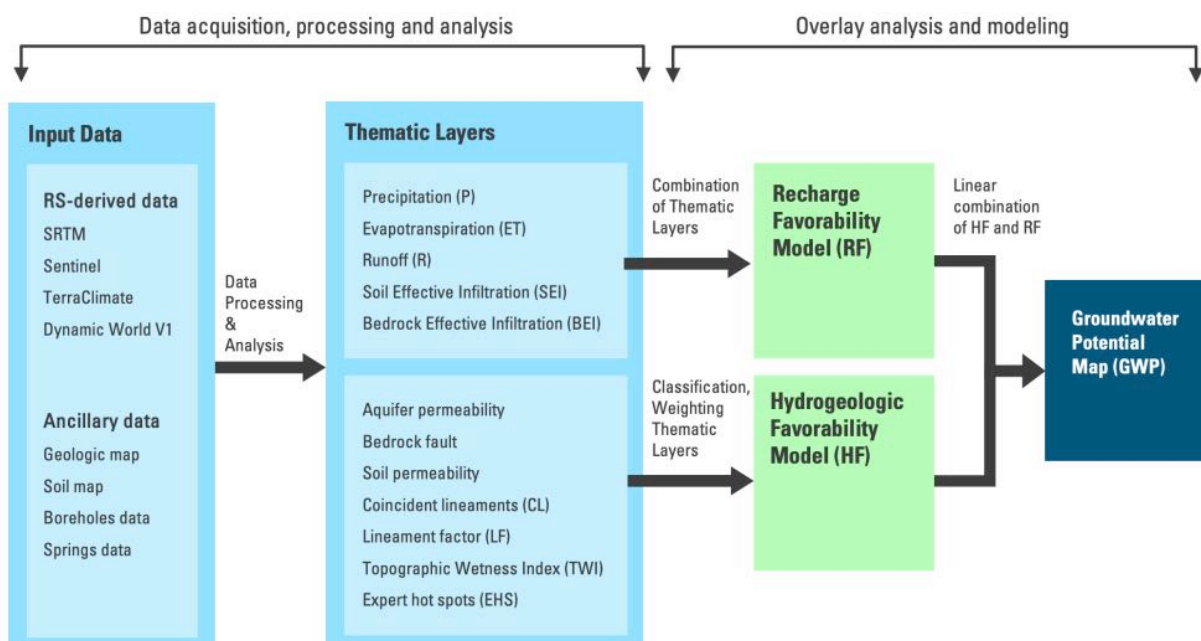 Data acquisition, processing and analysis
Overlay analysis and modeling
Input Data
RS-derived data
SRTM
Sentinel
TerraClimate
Dynamic World V1
Ancillary data
Geologic map
Soil map
Boreholes data
Springs data
Data
Processing
&
Analysis
Thematic Layers
Precipitation (P)
Evapotranspiration (ET)
Runoff (R)
Soil Effective Infiltration (SEI)
Bedrock Effective Infiltration (BEI)
Aquifer permeability
Bedrock fault
Soil permeability
Coincident lineaments (CL)
Lineament factor (LF)
Topographic Wetness Index (TWI)
Expert hot spots (EHS)
Combination
of Thematic
Layers
Classification,
Weighting
Thematic
Layers
Recharge
Favorability
Model (RF)
Hydrogeologic
Favorability
Model (HF)
Linear
combination
of HF and RF
Groundwater
Potential
Map (GWP)